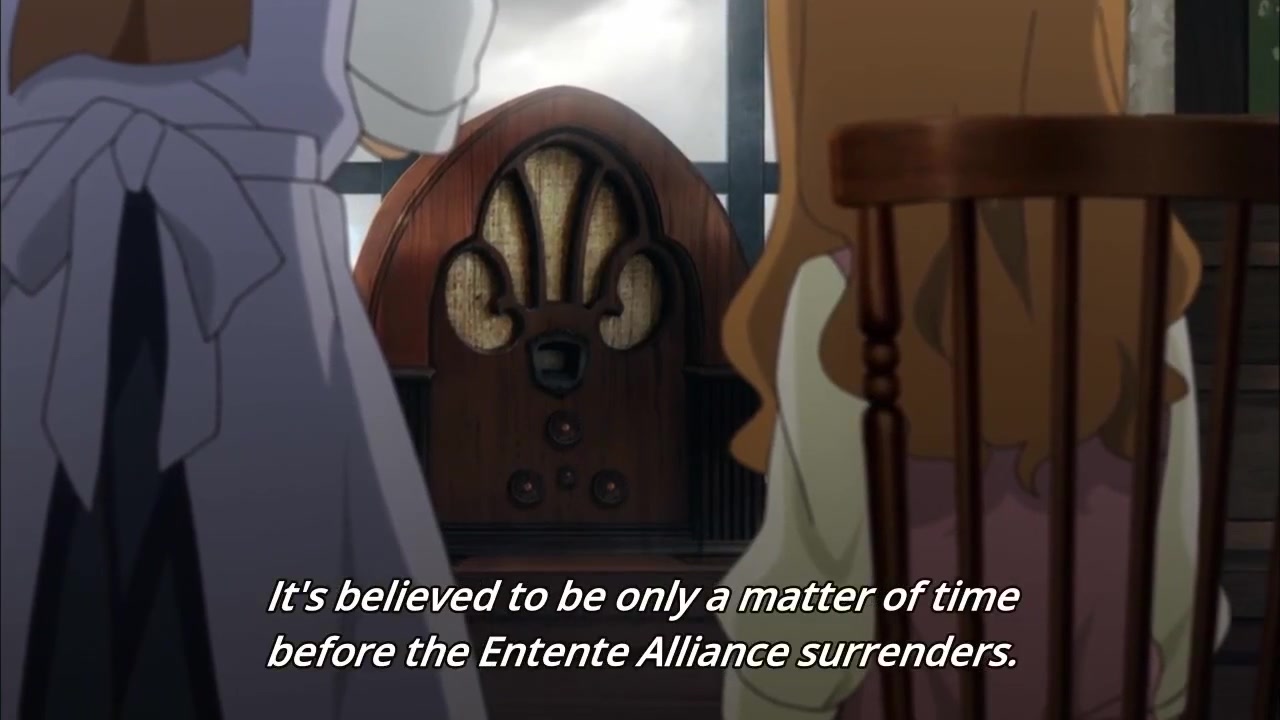 It's believed to be only a matter of time
before the Entente Alliance surrenders.